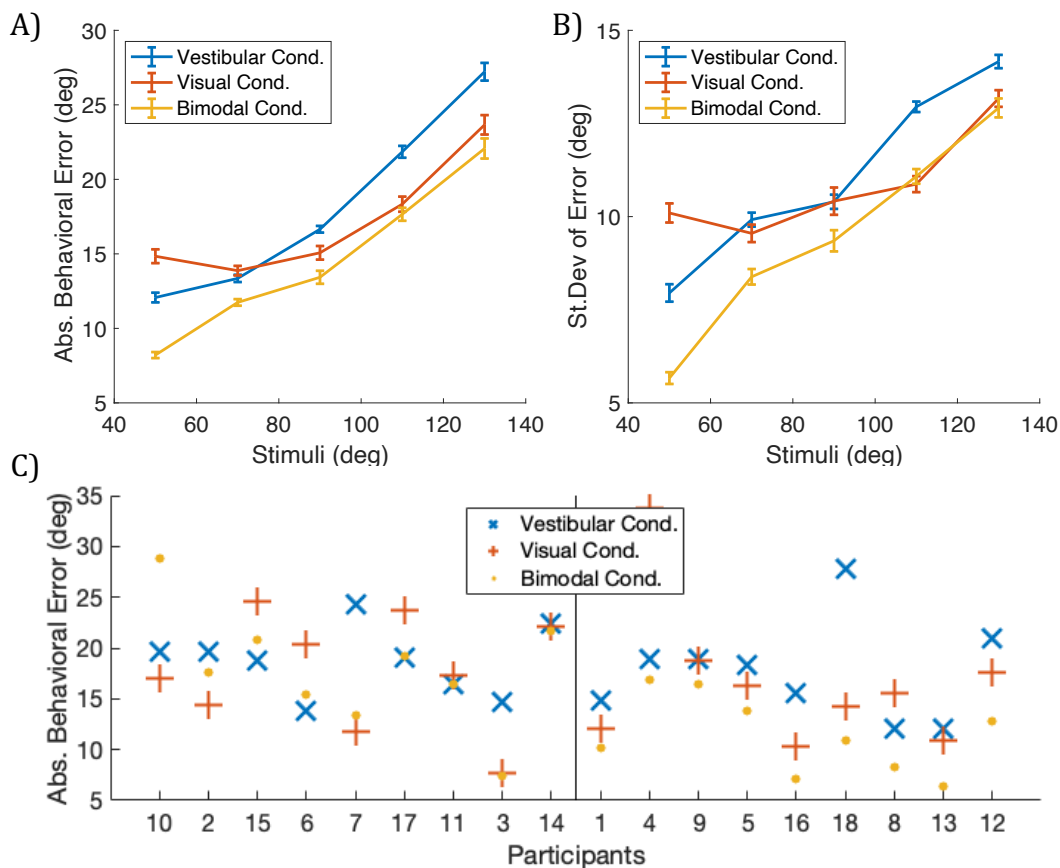 A)
Abs. Behavioral Error (deg)
30
25
20
15
10
5
Vestibular Cond.
Visual Cond.
Bimodal Cond.
40 60 80 100 120 140
Stimuli (deg)
B)
St.Dev of Error (deg)
15
10
5
Vestibular Cond.
Visual Cond.
Bimodal Cond.
40 60 80 100 120 140
Stimuli (deg)
C)
Abs. Behavioral Error (deg)
35
30
25
20
15
10
5
Vestibular Cond.
Visual Cond.
Bimodal Cond.
10 2 15 6 7 17 11 3 14 1 4 9 5 16 18 8 13 12
Participants